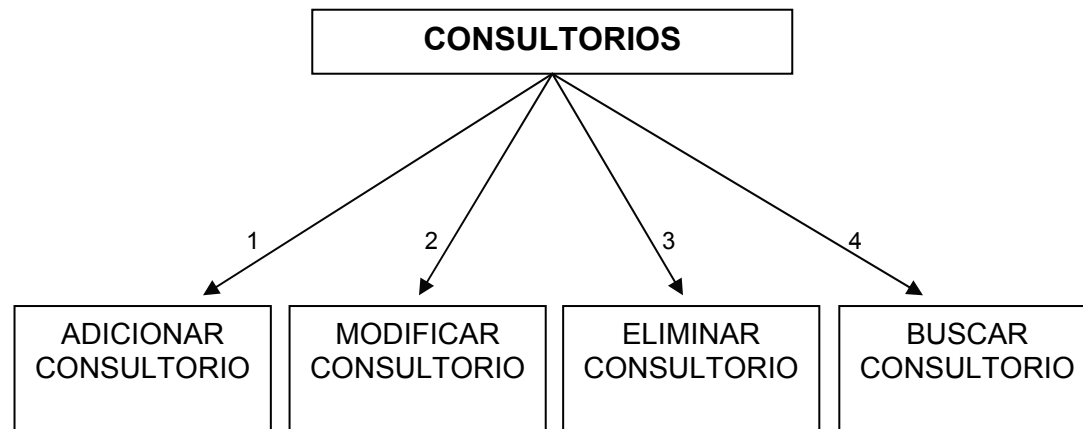 CONSULTORIOS
1
2
3
4
ADICIONAR
CONSULTORIO
MODIFICAR
CONSULTORIO
ELIMINAR
CONSULTORIO
BUSCAR
CONSULTORIO